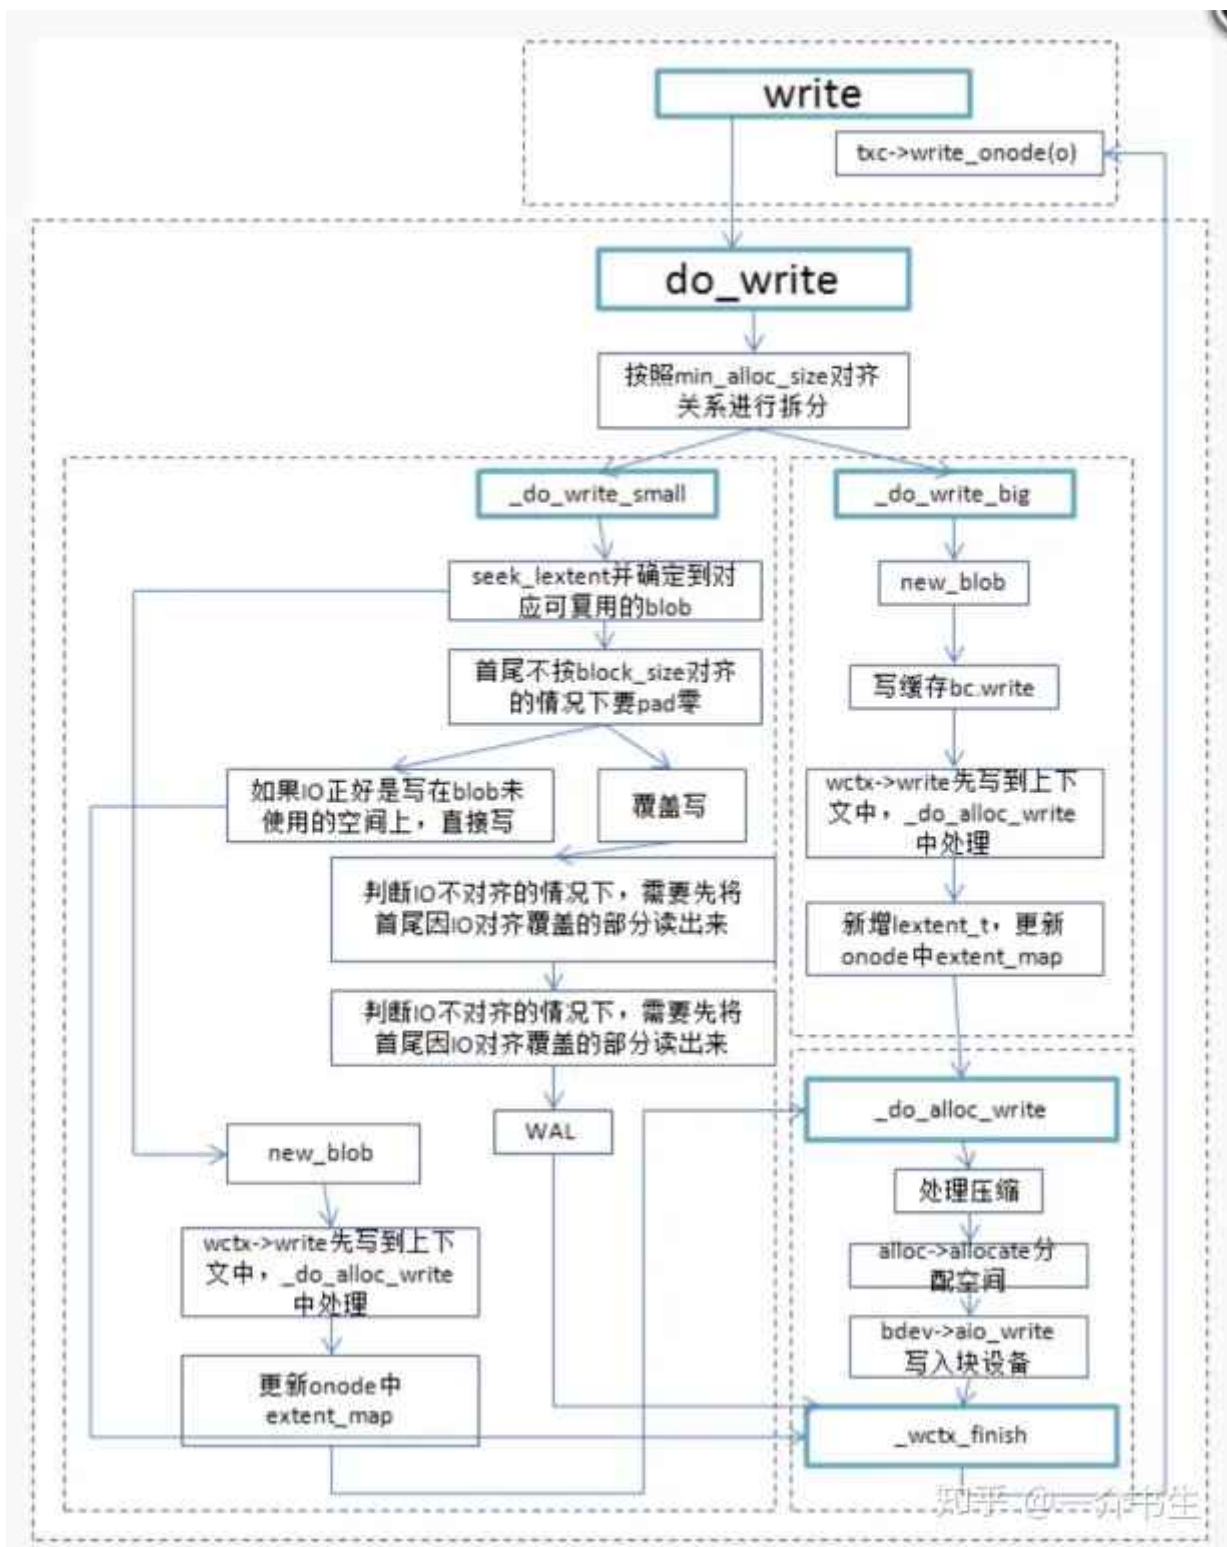 write
txc->write_onode(o)
do_write
按照min_alloc_size对齐
关系进行拆分
_do_write_small
_do_write_big
seek_lextent并确定到对
应可复用的blob
new_blob
首尾不按block_size对齐
的情况下要pad零
写缓存bc.write
如果IO正好是写在blob未
使用的空间上，直接写
覆盖写
wctx->write先写到上下
文中，_do_alloc_write
中处理
判断IO不对齐的情况下，需要先将
首尾因IO对齐覆盖的部分读出来
新增lextent_t，更新
onode中extent_map
判断IO不对齐的情况下，需要先将
首尾因IO对齐覆盖的部分读出来
_do_alloc_write
WAL
new_blob
处理压缩
wctx->write先写到上下
文中，_do_alloc_write
中处理
alloc->allocate分
配空间
bdev->aio_write
写入块设备
更新onode中
extent_map
_wctx_finish
知乎 @一介书生